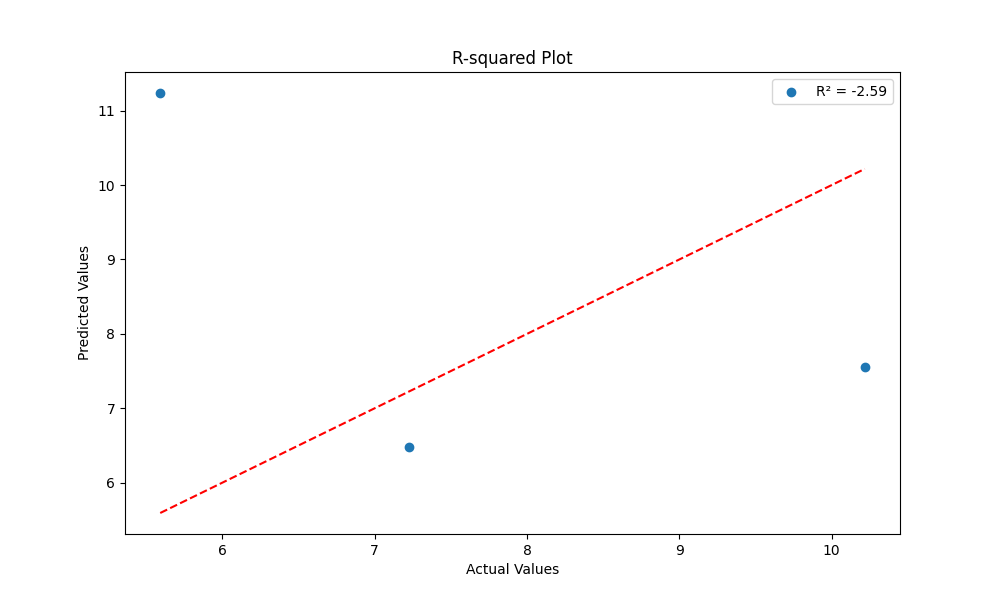 R-squared Plot
R² = -2.59
11
10
9
8
7
6
Predicted Values
6
7
8
9
10
Actual Values